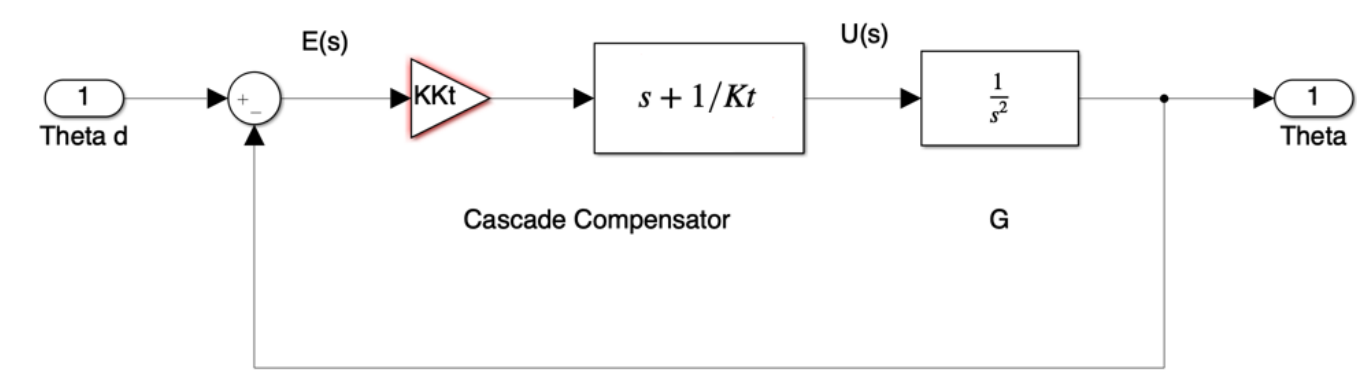 E(s)
U(s)
1
+
−
KKt
s + 1/Kt
1
s²
1
Theta d
Theta
Cascade Compensator
G